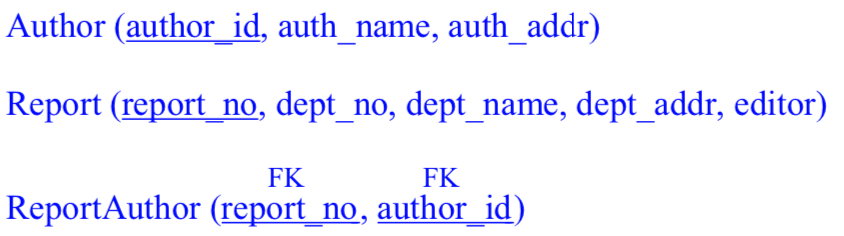 Author (author_id, auth_name, auth_addr)
Report (report_no, dept_no, dept_name, dept_addr, editor)
FK FK
ReportAuthor (report_no, author_id)